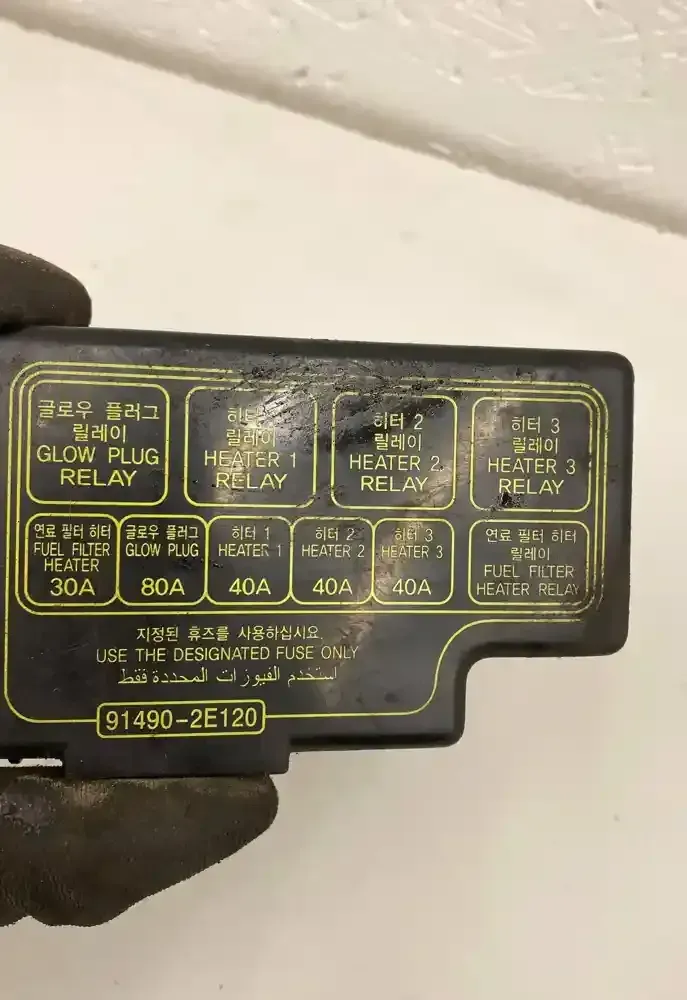 글로우 플러그
릴레이
GLOW PLUG
RELAY
히터
릴레이
HEATER 1
RELAY
히터 2
릴레이
HEATER 2
RELAY
히터 3
릴레이
HEATER 3
RELAY
연료 필터 히터
FUEL FILTER
HEATER
30A
글로우 플러그
GLOW PLUG
80A
히터 1
HEATER 1
40A
히터 2
HEATER 2
40A
히터 3
HEATER 3
40A
연료 필터 히터
릴레이
FUEL FILTER
HEATER RELAY
지정된 휴즈를 사용하십시요.
USE THE DESIGNATED FUSE ONLY
استخدم الفيوزات المحددة فقط
91490-2E120